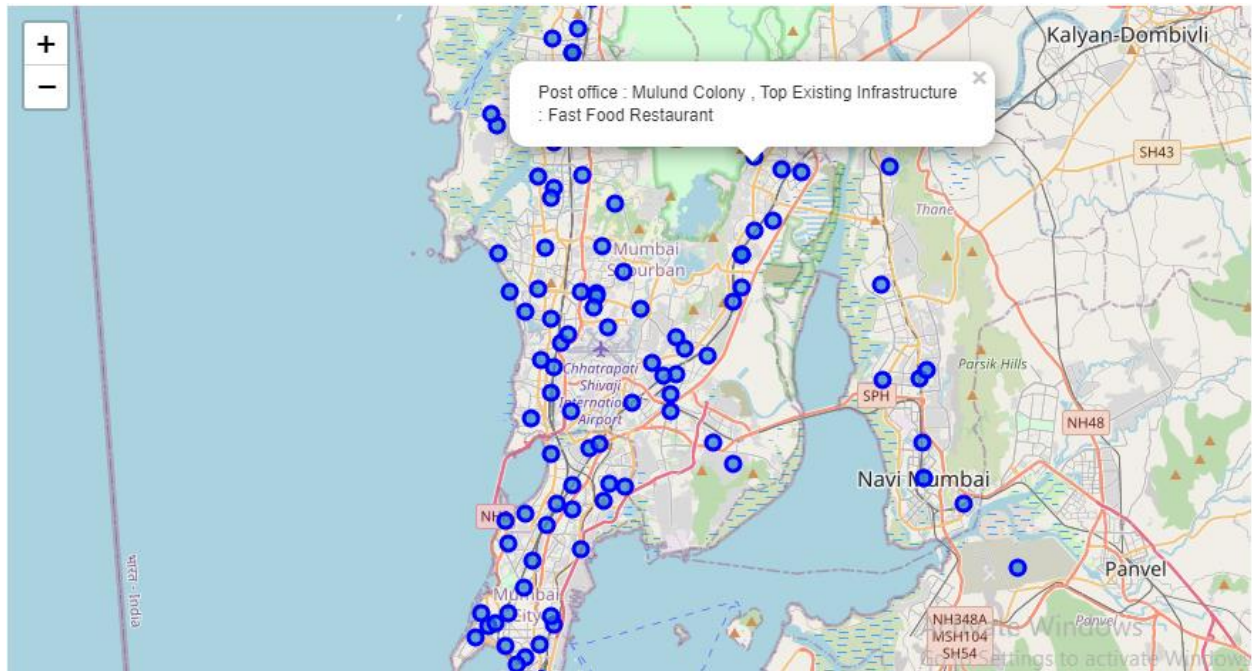 +
−
Kalyan-Dombivli
×
Post office : Mulund Colony , Top Existing Infrastructure
: Fast Food Restaurant
SH43
Thane
Mumbai
Suburban
Chhatrapati
Shivaji
International
Airport
Parsik Hills
SPH
NH48
Navi Mumbai
भारत - India
Mumbai
City
Panvel
NH348A
MSH104
SH54
Panvel
Activate Windows
Go to Settings to activate Windows